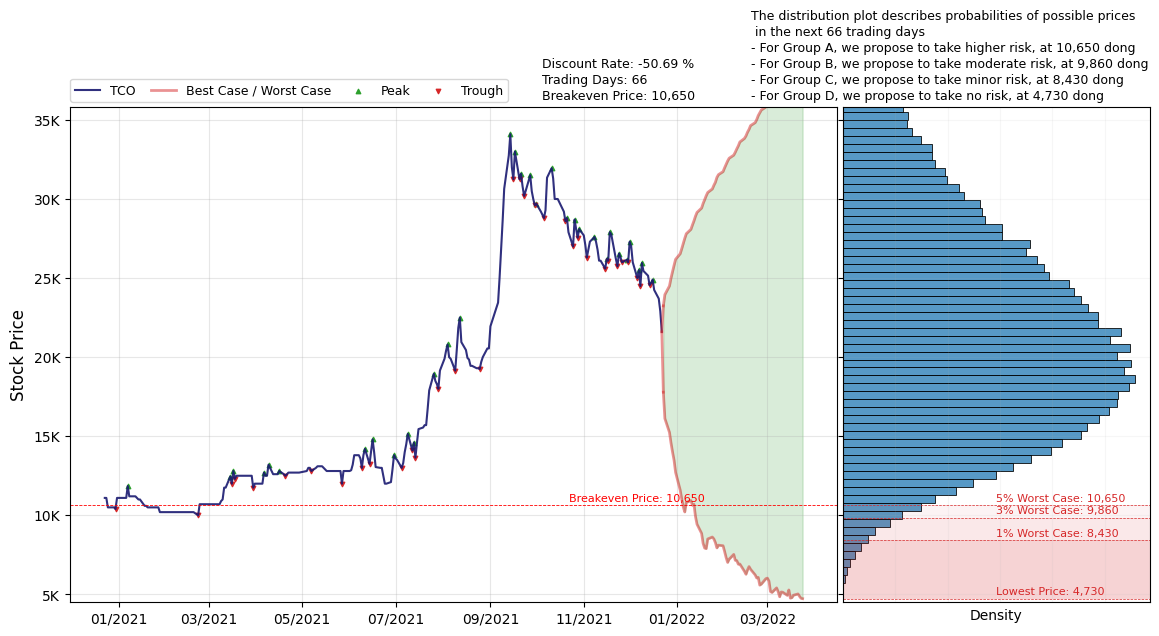 The distribution plot describes probabilities of possible prices
in the next 66 trading days
- For Group A, we propose to take higher risk, at 10,650 dong
- For Group B, we propose to take moderate risk, at 9,860 dong
- For Group C, we propose to take minor risk, at 8,430 dong
- For Group D, we propose to take no risk, at 4,730 dong
Discount Rate: -50.69 %
Trading Days: 66
Breakeven Price: 10,650
TCO
Best Case / Worst Case
Peak
Trough
Stock Price
35K
30K
25K
20K
15K
10K
5K
Breakeven Price: 10,650
5% Worst Case: 10,650
3% Worst Case: 9,860
1% Worst Case: 8,430
Lowest Price: 4,730
01/2021
03/2021
05/2021
07/2021
09/2021
11/2021
01/2022
03/2022
Density